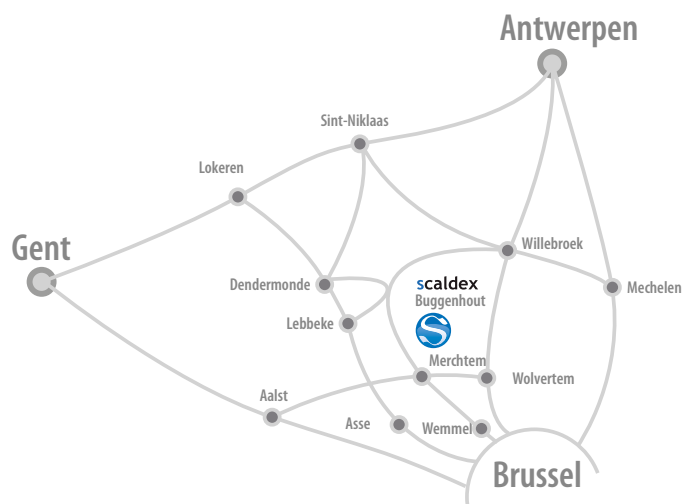 Antwerpen
Sint-Niklaas
Lokeren
Gent
Willebroek
Dendermonde
scaldex
Buggenhout
Mechelen
Lebbeke
Merchtem
Wolvertem
Aalst
Asse
Wemmel
Brussel